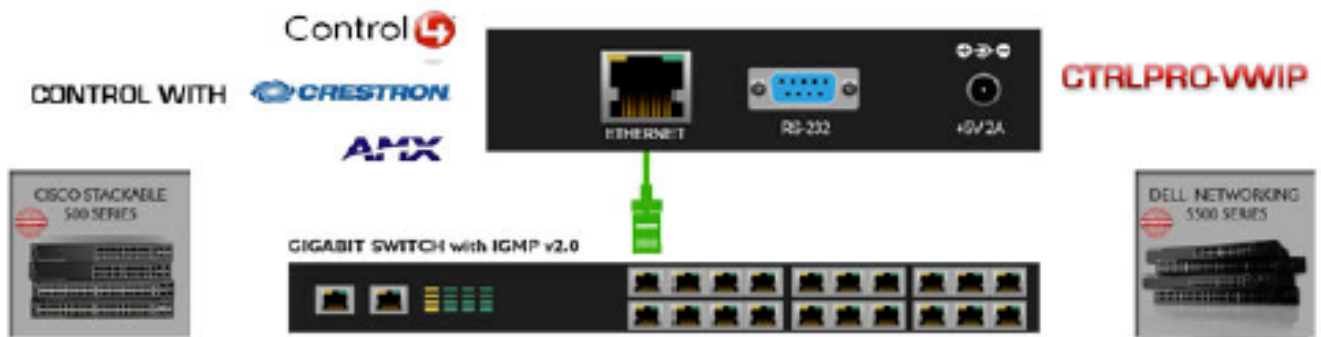 Control4
CONTROL WITH
CRESTRON
AMX
ETHERNET
RS-232
+5V 2A
CTRLPRO-VWIP
CISCO STACKABLE
500 SERIES
GIGABIT SWITCH with IGMP v2.0
DELL NETWORKING
5500 SERIES